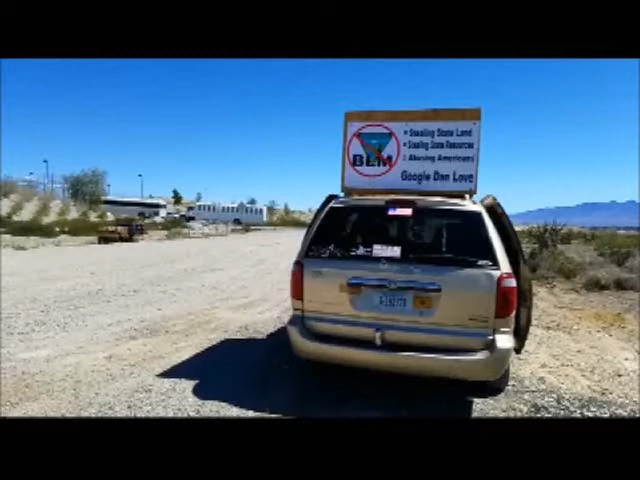 BLM
• Stealing State Land
• Stealing State Resources
• Abusing Americans
Google Dan Love